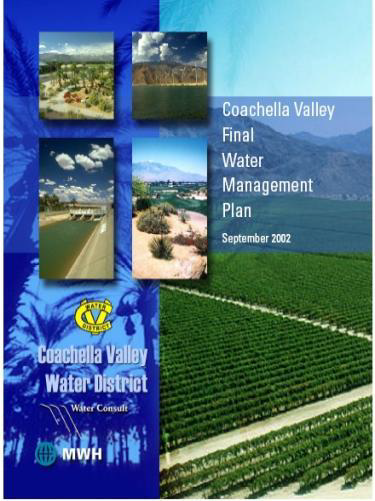 Coachella Valley
Final
Water
Management
Plan
September 2002
WATER
CV
DISTRICT
Coachella Valley
Water District
Water Consult
MWH